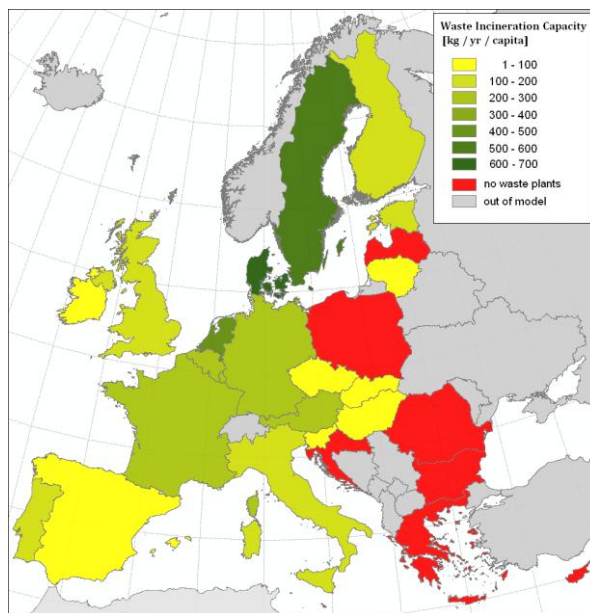 Waste Incineration Capacity
[kg / yr / capita]
1 - 100
100 - 200
200 - 300
300 - 400
400 - 500
500 - 600
600 - 700
no waste plants
out of model